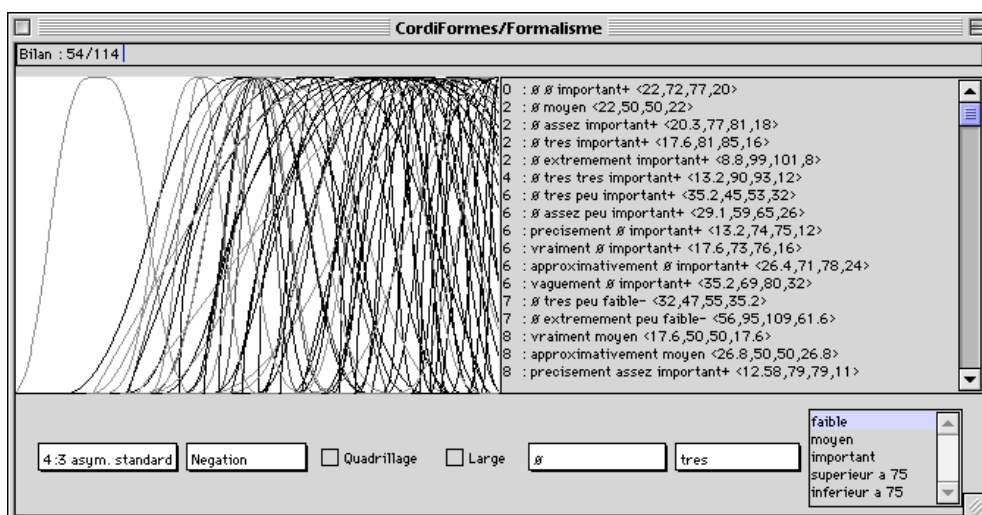 CordiFormes/Formalisme
Bilan : 54/114
0 : ø ø important+ <22,72,77,20>
2 : ø moyen <22,50,50,22>
2 : ø assez important+ <20.3,77,81,18>
2 : ø tres important+ <17.6,81,85,16>
2 : ø extremement important+ <8.8,99,101,8>
4 : ø tres tres important+ <13.2,90,93,12>
6 : ø tres peu important+ <35.2,45,53,32>
6 : ø assez peu important+ <29.1,59,65,26>
6 : precisement ø important+ <13.2,74,75,12>
6 : vraiment ø important+ <17.6,73,76,16>
6 : approximativement ø important+ <26.4,71,78,24>
6 : vaguement ø important+ <35.2,69,80,32>
7 : ø tres peu faible- <32,47,55,35.2>
7 : ø extremement peu faible- <56,95,109,61.6>
8 : vraiment moyen <17.6,50,50,17.6>
8 : approximativement moyen <26.8,50,50,26.8>
8 : precisement assez important+ <12.58,79,79,11>
4:3 asym. standard Negation Quadrillage Large ø tres
faible
moyen
important
superieur a 75
inferieur a 75